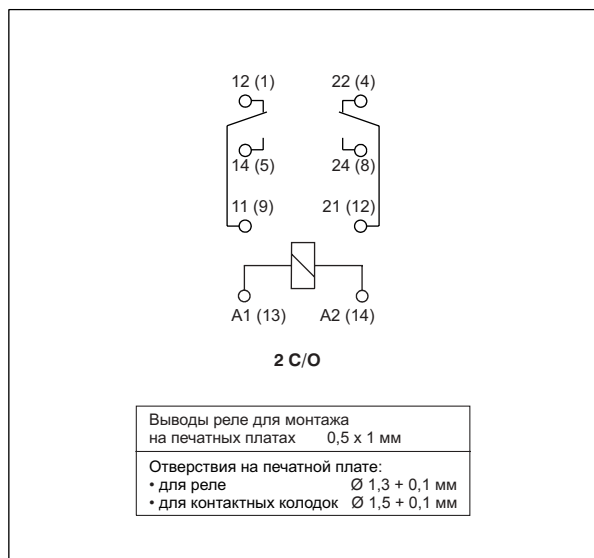 12 (1) 22 (4)
14 (5) 24 (8)
11 (9) 21 (12)
A1 (13) A2 (14)
2 C/O
Выводы реле для монтажа
на печатных платах 0,5 x 1 мм
Отверстия на печатной плате:
• для реле Ø 1,3 + 0,1 мм
• для контактных колодок Ø 1,5 + 0,1 мм